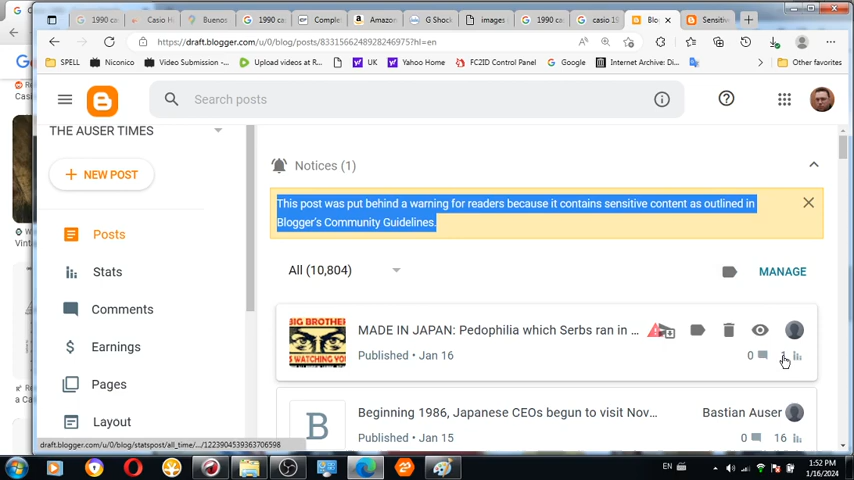 1990 c
Casio H
Buenos
1990 ca
Complet
Amazor
G Shock
images
1990 ca
casio 19
Blo
Sensitiv
https://draft.blogger.com/u/0/blog/posts/8331566248928246975?hl=en
SPELL
Niconico
Video Submission -...
Upload videos at R...
UK
Yahoo Home
FC2ID Control Panel
Google
Internet Archive: Di...
Other favorites
Search posts
THE AUSER TIMES
NEW POST
Posts
Stats
Comments
Earnings
Pages
Layout
Notices (1)
This post was put behind a warning for readers because it contains sensitive content as outlined in
Blogger's Community Guidelines.
All (10,804)
MANAGE
BIG BROTHER
IS WATCHING YOU
MADE IN JAPAN: Pedophilia which Serbs ran in ...
Published • Jan 16
0
1
B
Beginning 1986, Japanese CEOs begun to visit Nov...
Bastian Auser
Published • Jan 15
0
16
draft.blogger.com/u/0/blog/statspost/all_time/.../1223904539363706598
EN
1:52 PM
1/16/2024